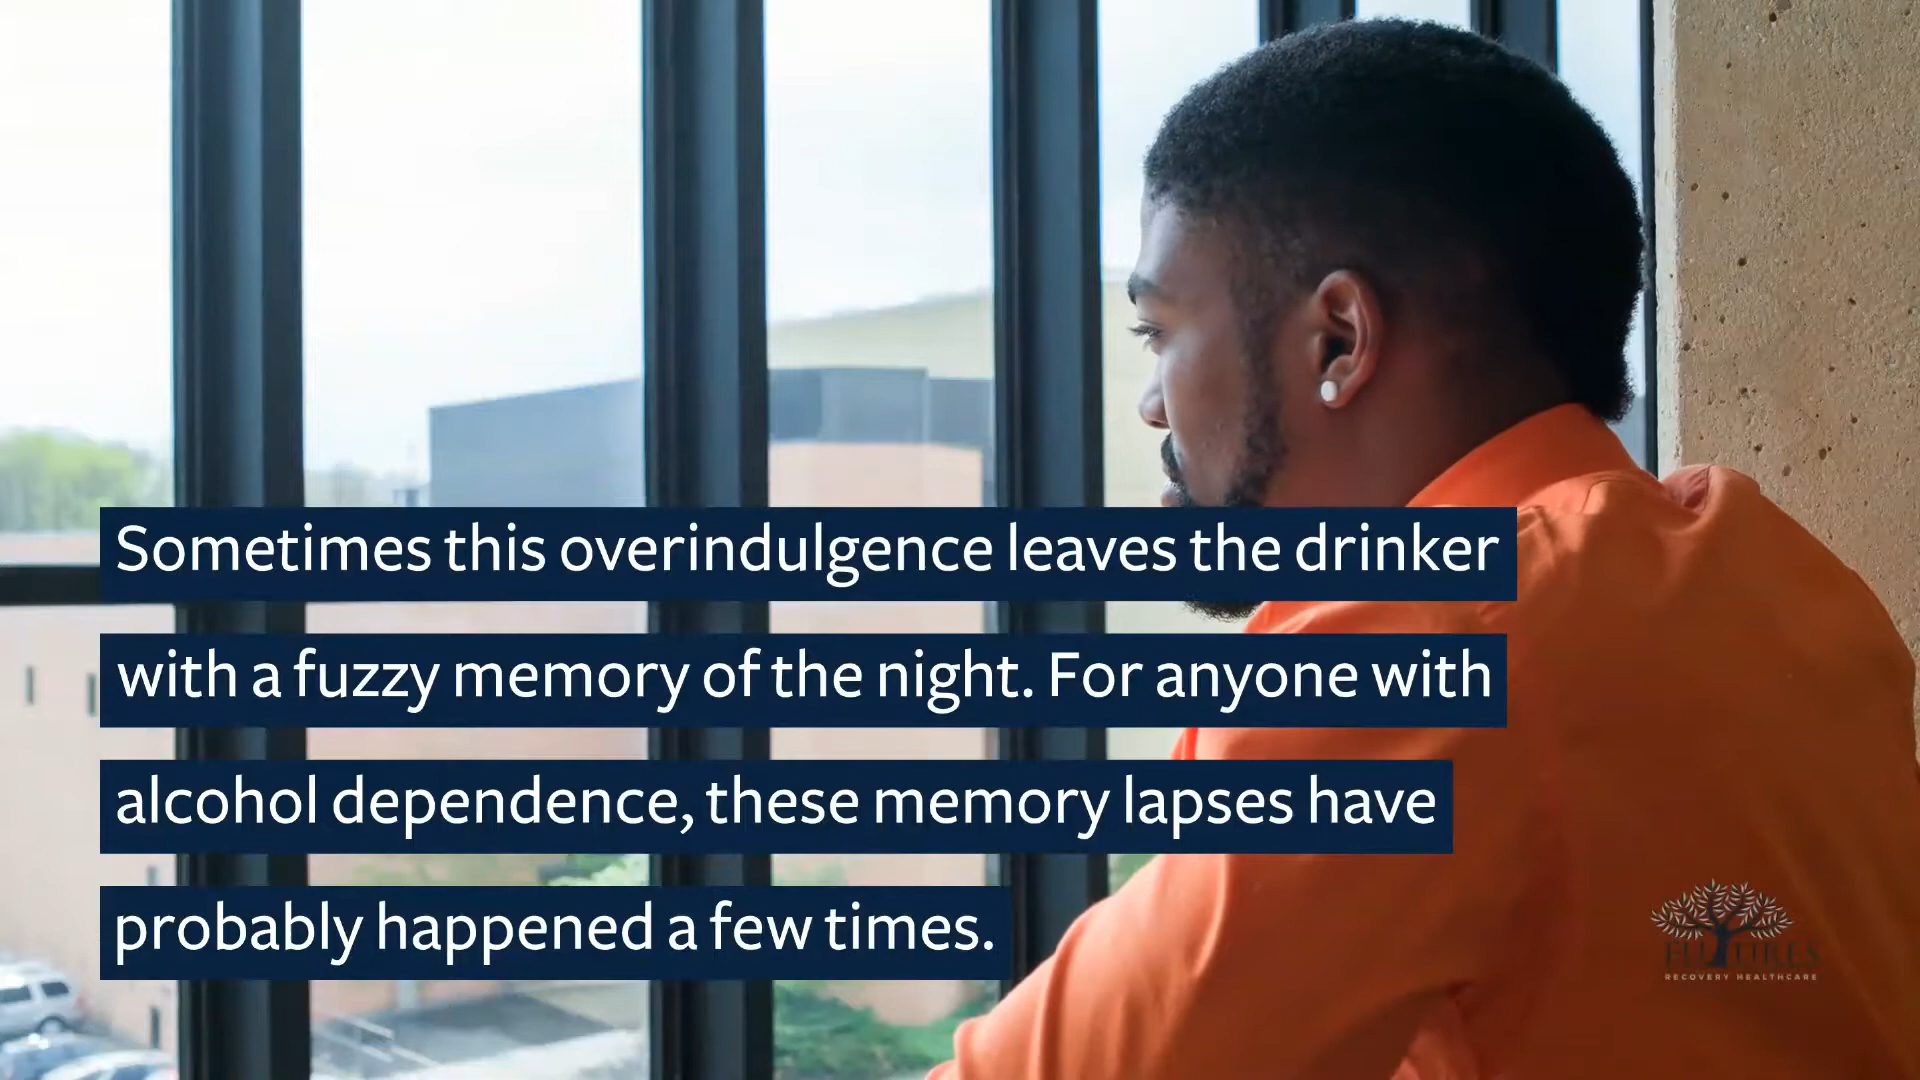 Sometimes this overindulgence leaves the drinker
with a fuzzy memory of the night. For anyone with
alcohol dependence, these memory lapses have
probably happened a few times.
FUTURES
RECOVERY HEALTHCARE